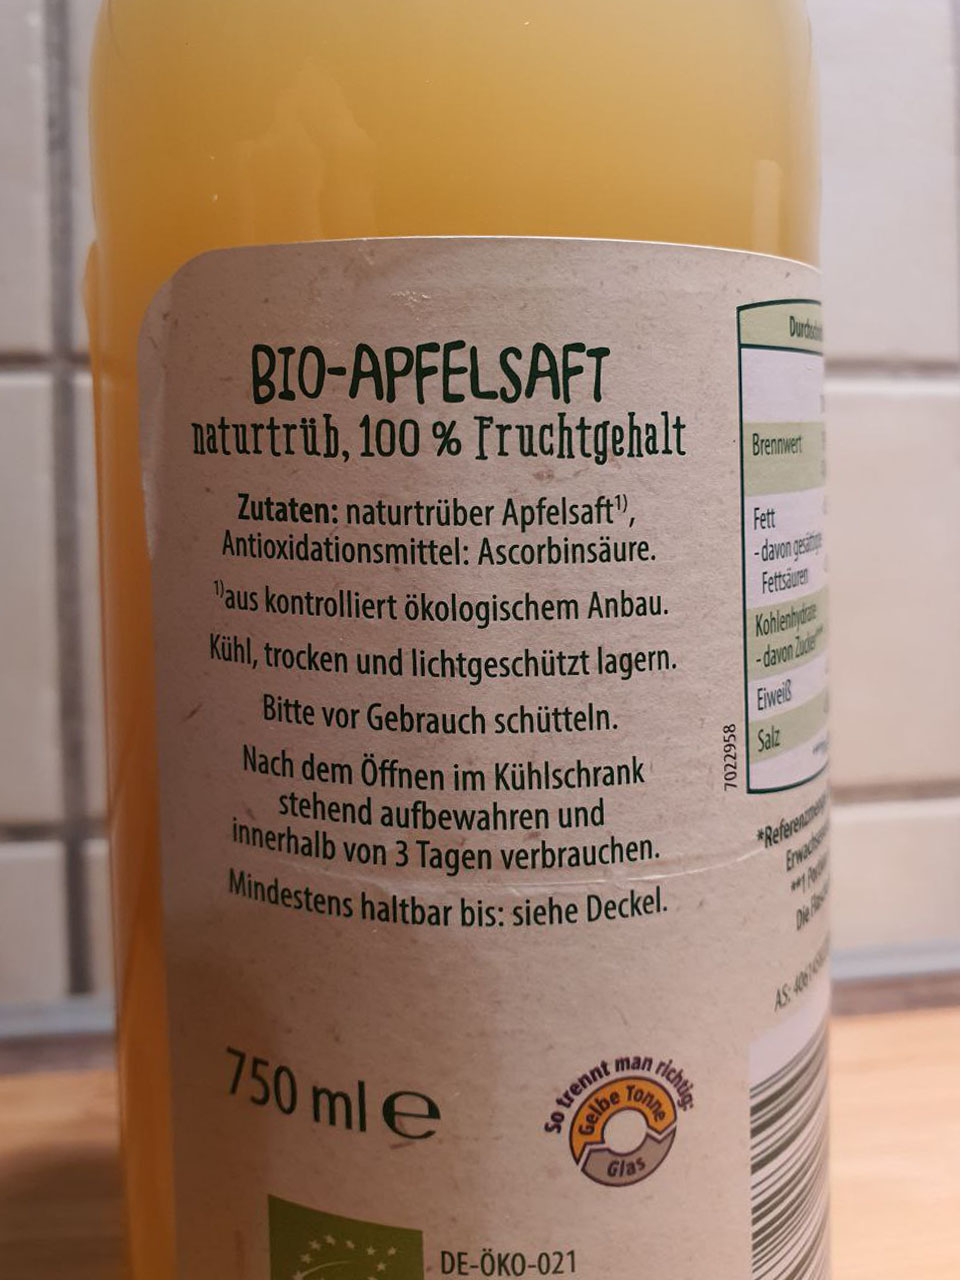 BIO-APFELSAFT
naturtrüb, 100 % Fruchtgehalt
Zutaten: naturtrüber Apfelsaft¹⁾,
Antioxidationsmittel: Ascorbinsäure.
¹⁾aus kontrolliert ökologischem Anbau.
Kühl, trocken und lichtgeschützt lagern.
Bitte vor Gebrauch schütteln.
Nach dem Öffnen im Kühlschrank
stehend aufbewahren und
innerhalb von 3 Tagen verbrauchen.
Mindestens haltbar bis: siehe Deckel.
750 ml e
So trennt man richtig:
Gelbe Tonne
Glas
DE-ÖKO-021
7022958
Brennwert
Fett
- davon gesättigte
Fettsäuren
Kohlenhydrate
- davon Zucker
Eiweiß
Salz
Die
AS: